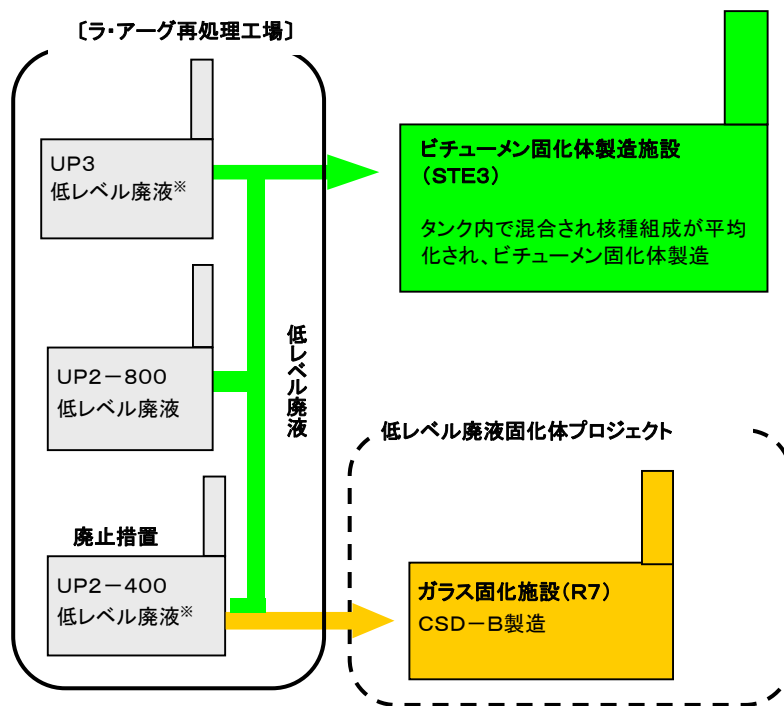 〔ラ・アーグ再処理工場〕
UP3
低レベル廃液※
ビチューメン固化体製造施設
(STE3)
タンク内で混合され核種組成が平均
化され、ビチューメン固化体製造
UP2－800
低レベル廃液
低レベル廃液
低レベル廃液固化体プロジェクト
廃止措置
UP2－400
低レベル廃液※
ガラス固化施設(R7)
CSD－B製造